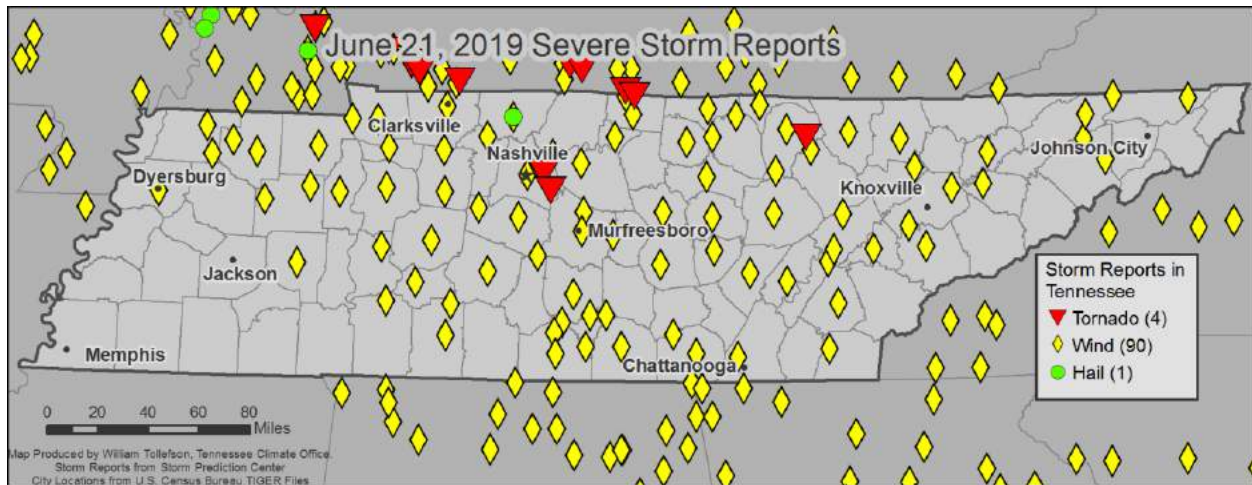 June 21, 2019 Severe Storm Reports
Clarksville
Nashville
Johnson City
Dyersburg
Knoxville
Murfreesboro
Jackson
Memphis
Chattanooga
Storm Reports in
Tennessee
Tornado (4)
Wind (90)
Hail (1)
0 20 40 60 80
Miles
Map Produced by William Tollefson, Tennessee Climate Office.
Storm Reports from Storm Prediction Center
City Locations from U.S. Census Bureau TIGER Files